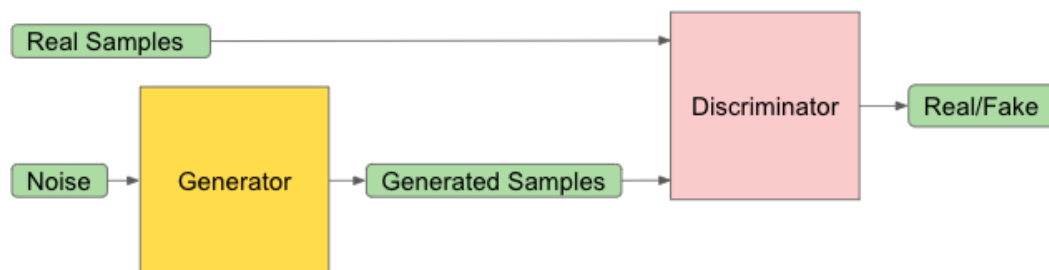 Real Samples
Discriminator
Real/Fake
Noise
Generator
Generated Samples